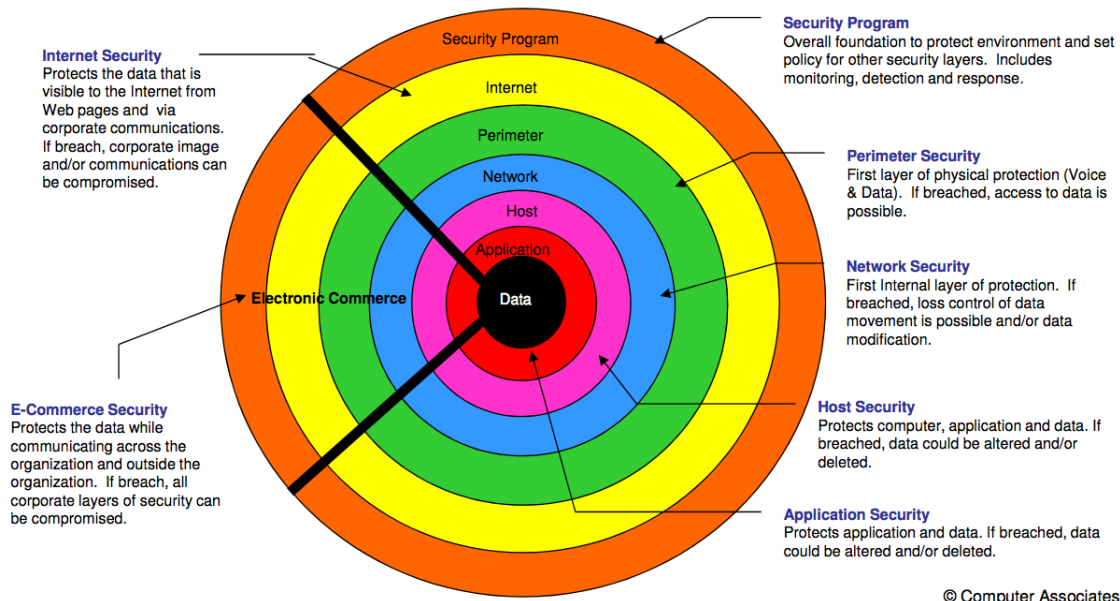 Security Program
Internet
Perimeter
Network
Host
Application
Data
Electronic Commerce
Internet Security
Protects the data that is
visible to the Internet from
Web pages and  via
corporate communications.
If breach, corporate image
and/or communications can
be compromised.
E-Commerce Security
Protects the data while
communicating across the
organization and outside the
organization.  If breach, all
corporate layers of security can
be compromised.
Security Program
Overall foundation to protect environment and set
policy for other security layers.  Includes
monitoring, detection and response.
Perimeter Security
First layer of physical protection (Voice
& Data).  If breached, access to data is
possible.
Network Security
First Internal layer of protection.  If
breached, loss control of data
movement is possible and/or data
modification.
Host Security
Protects computer, application and data. If
breached, data could be altered and/or
deleted.
Application Security
Protects application and data. If breached, data
could be altered and/or deleted.
© Computer Associates